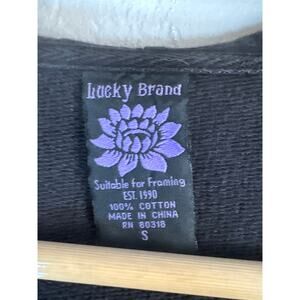 Lucky Brand
Suitable for Framing
EST. 1990
100% COTTON
MADE IN CHINA
RN 80318
S